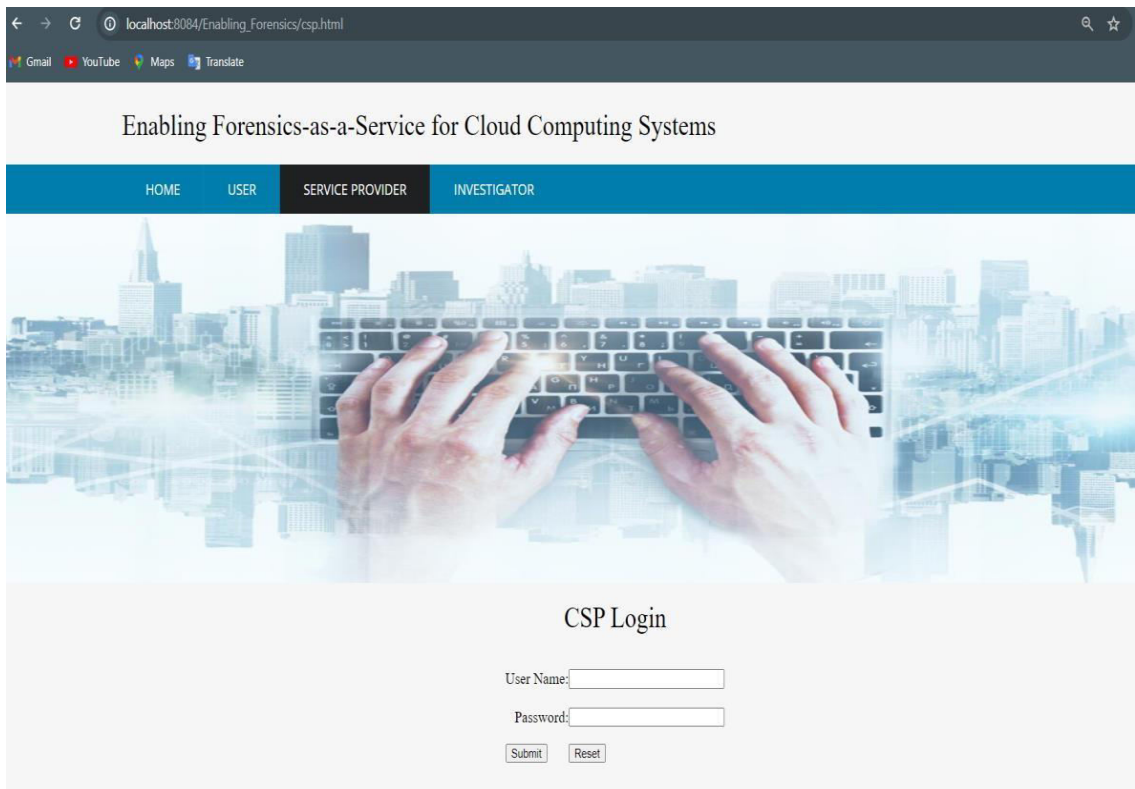 localhost:8084/Enabling_Forensics/csp.html
Gmail YouTube Maps Translate
Enabling Forensics-as-a-Service for Cloud Computing Systems
HOME USER SERVICE PROVIDER INVESTIGATOR
CSP Login
User Name:
Password:
Submit Reset